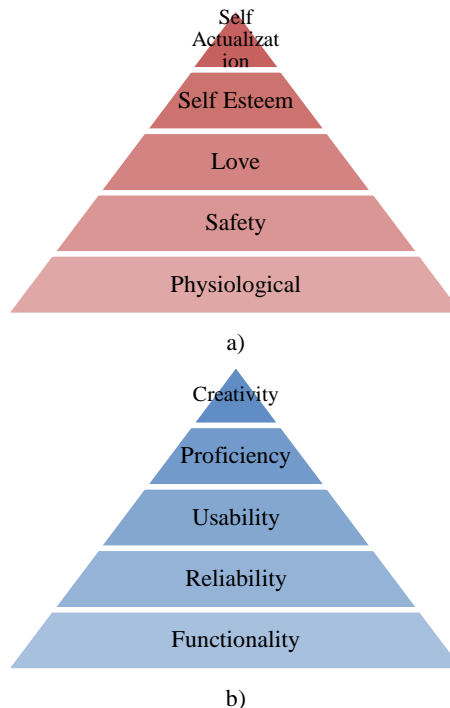 Self
Actualizat
ion
Self Esteem
Love
Safety
Physiological
a)
Creativity
Proficiency
Usability
Reliability
Functionality
b)